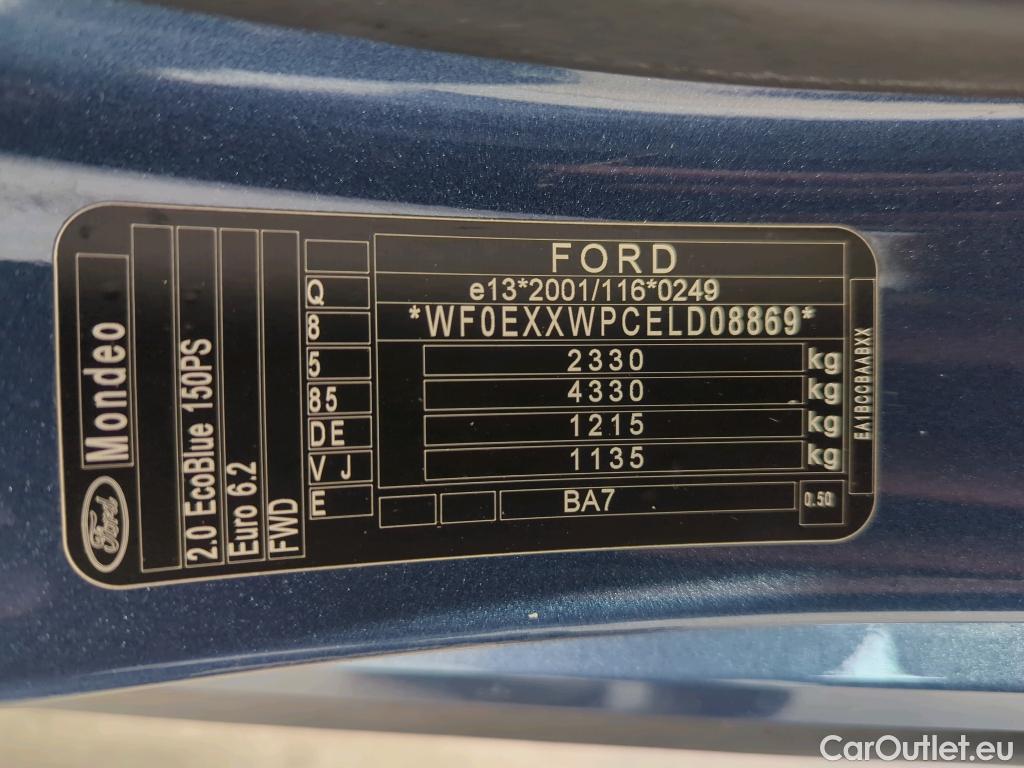 FORD
e13*2001/116*0249
*WF0EXXWPCELD08869*
2330 kg
4330 kg
1215 kg
1135 kg
BA7
0.50
EA1BCCBAABXX
Q
8
5
85
DE
V J
E
Ford
Mondeo
2.0 EcoBlue 150PS
Euro 6.2
FWD
CarOutlet.eu